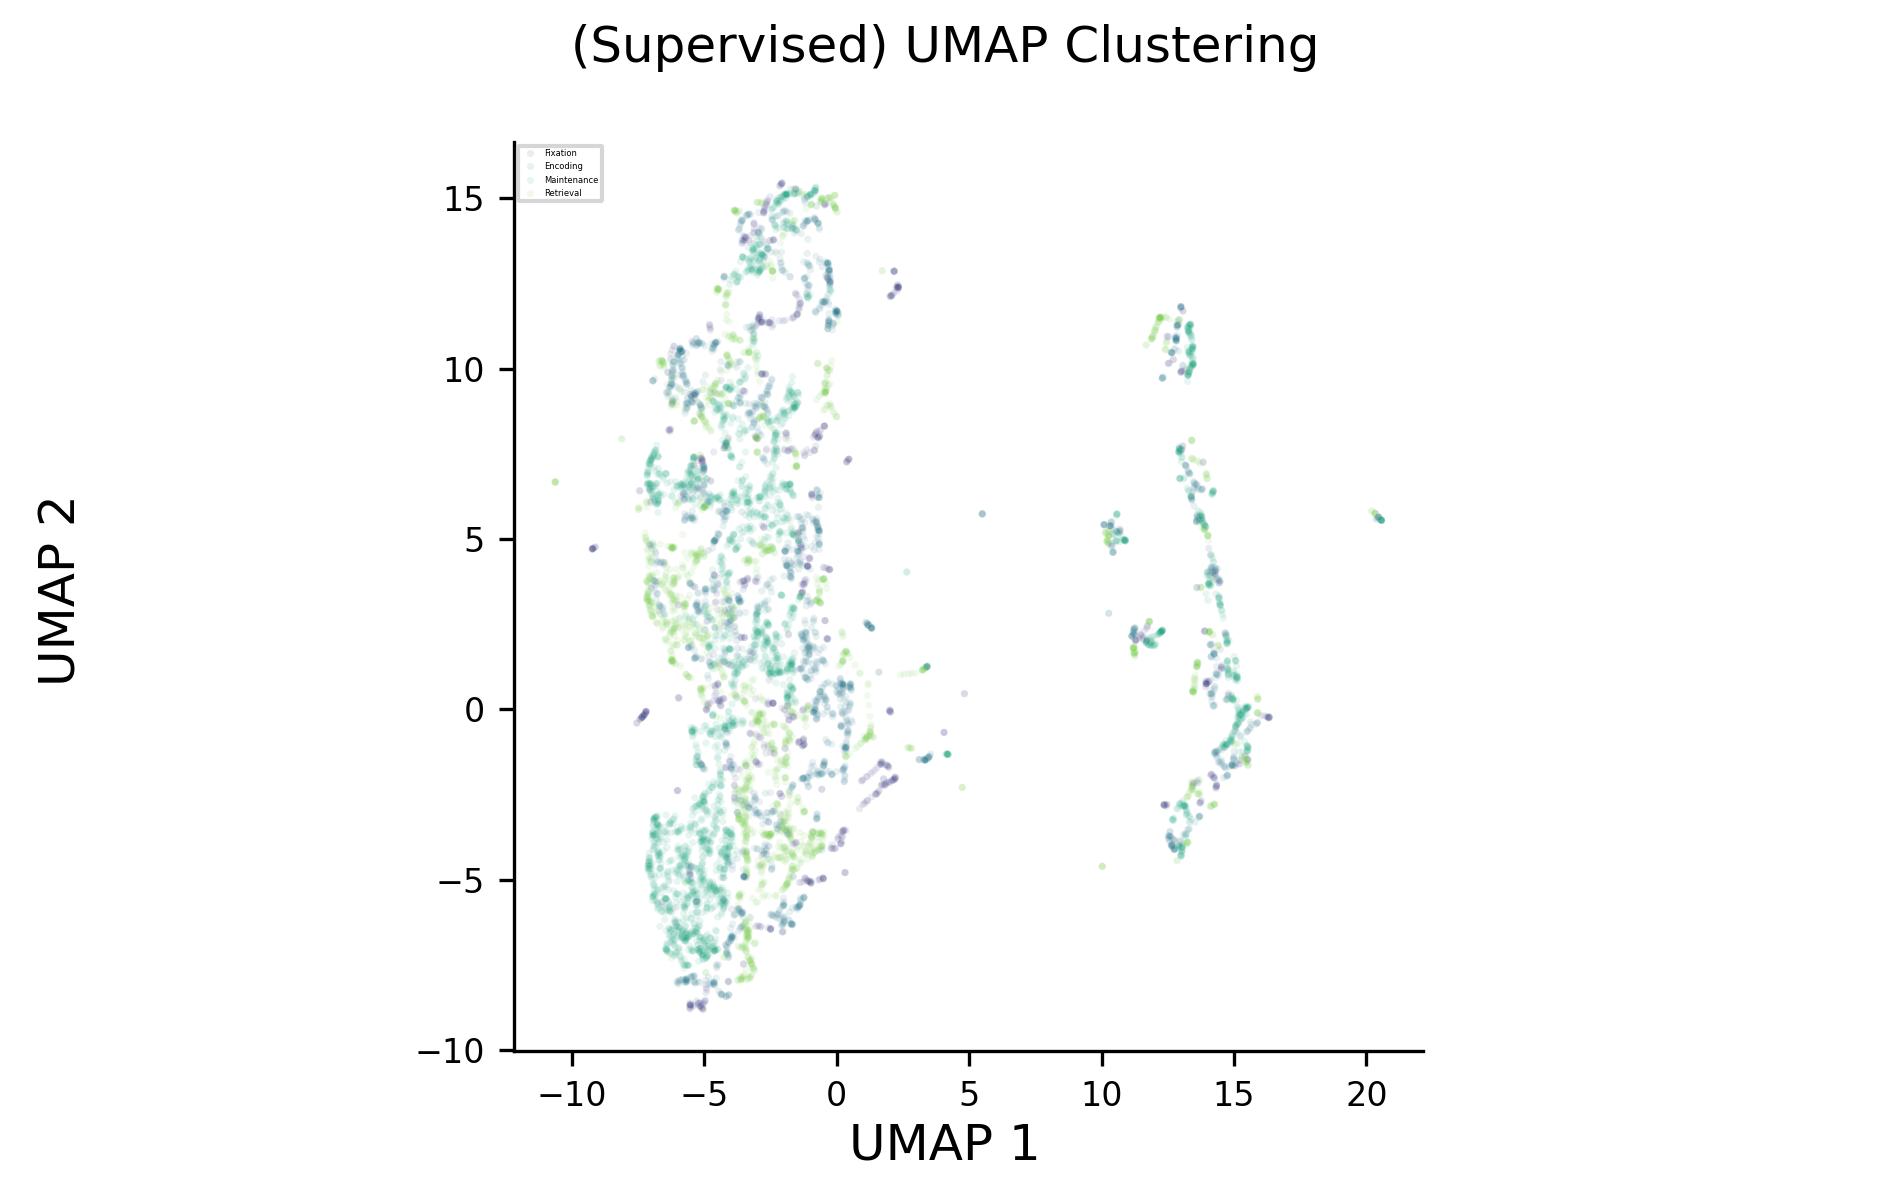 (Supervised) UMAP Clustering
Fixation
Encoding
Maintenance
Retrieval
15
10
5
0
−5
−10
UMAP 2
−10 −5 0 5 10 15 20
UMAP 1